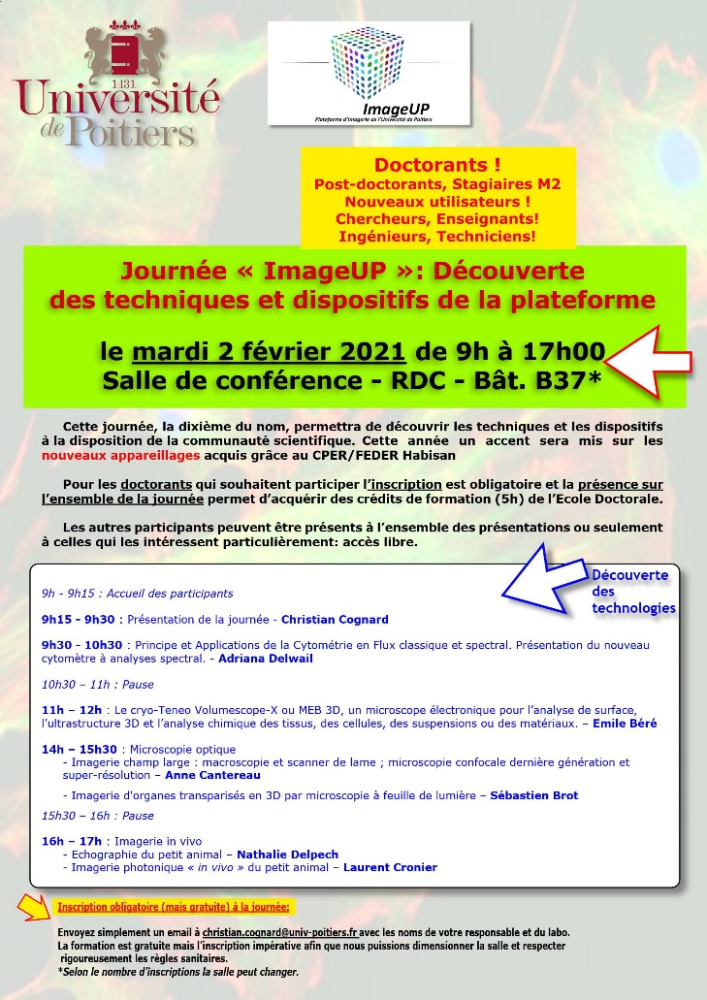 1431
Université
de Poitiers
ImageUP
Plateforme d'Imagerie de l'Université de Poitiers
Doctorants !
Post-doctorants, Stagiaires M2
Nouveaux utilisateurs !
Chercheurs, Enseignants!
Ingénieurs, Techniciens!
Journée « ImageUP »: Découverte
des techniques et dispositifs de la plateforme
le mardi 2 février 2021 de 9h à 17h00
Salle de conférence - RDC - Bât. B37*
Cette journée, la dixième du nom, permettra de découvrir les techniques et les dispositifs
à la disposition de la communauté scientifique. Cette année un accent sera mis sur les
nouveaux appareillages acquis grâce au CPER/FEDER Habisan
Pour les doctorants qui souhaitent participer l'inscription est obligatoire et la présence sur
l'ensemble de la journée permet d'acquérir des crédits de formation (5h) de l'Ecole Doctorale.
Les autres participants peuvent être présents à l'ensemble des présentations ou seulement
à celles qui les intéressent particulièrement: accès libre.
Découverte
des
technologies
9h - 9h15 : Accueil des participants
9h15 - 9h30 : Présentation de la journée - Christian Cognard
9h30 - 10h30 : Principe et Applications de la Cytométrie en Flux classique et spectral. Présentation du nouveau
cytomètre à analyses spectral. - Adriana Delwail
10h30 – 11h : Pause
11h – 12h : Le cryo-Teneo Volumescope-X ou MEB 3D, un microscope électronique pour l'analyse de surface,
l'ultrastructure 3D et l'analyse chimique des tissus, des cellules, des suspensions ou des matériaux. – Emile Béré
14h – 15h30 : Microscopie optique
- Imagerie champ large : macroscopie et scanner de lame ; microscopie confocale dernière génération et
super-résolution – Anne Cantereau
- Imagerie d'organes transparisés en 3D par microscopie à feuille de lumière – Sébastien Brot
15h30 – 16h : Pause
16h – 17h : Imagerie in vivo
- Echographie du petit animal – Nathalie Delpech
- Imagerie photonique « in vivo » du petit animal – Laurent Cronier
Inscription obligatoire (mais gratuite) à la journée:
Envoyez simplement un email à christian.cognard@univ-poitiers.fr avec les noms de votre responsable et du labo.
La formation est gratuite mais l'inscription impérative afin que nous puissions dimensionner la salle et respecter
rigoureusement les règles sanitaires.
*Selon le nombre d'inscriptions la salle peut changer.